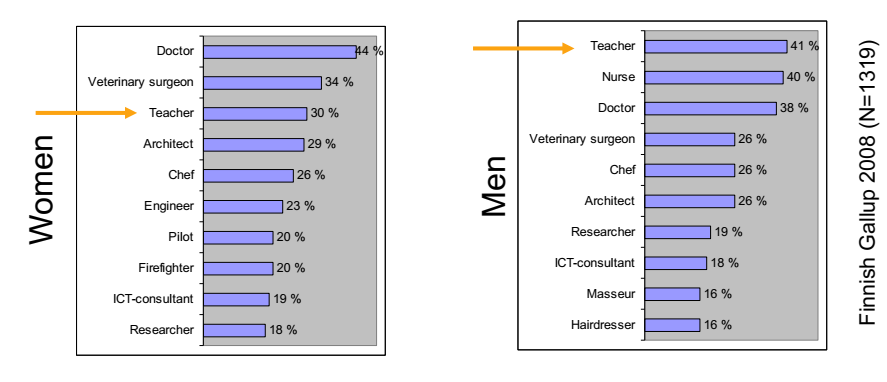 Women
Doctor 44 %
Veterinary surgeon 34 %
Teacher 30 %
Architect 29 %
Chef 26 %
Engineer 23 %
Pilot 20 %
Firefighter 20 %
ICT-consultant 19 %
Researcher 18 %
Men
Teacher 41 %
Nurse 40 %
Doctor 38 %
Veterinary surgeon 26 %
Chef 26 %
Architect 26 %
Researcher 19 %
ICT-consultant 18 %
Masseur 16 %
Hairdresser 16 %
Finnish Gallup 2008 (N=1319)